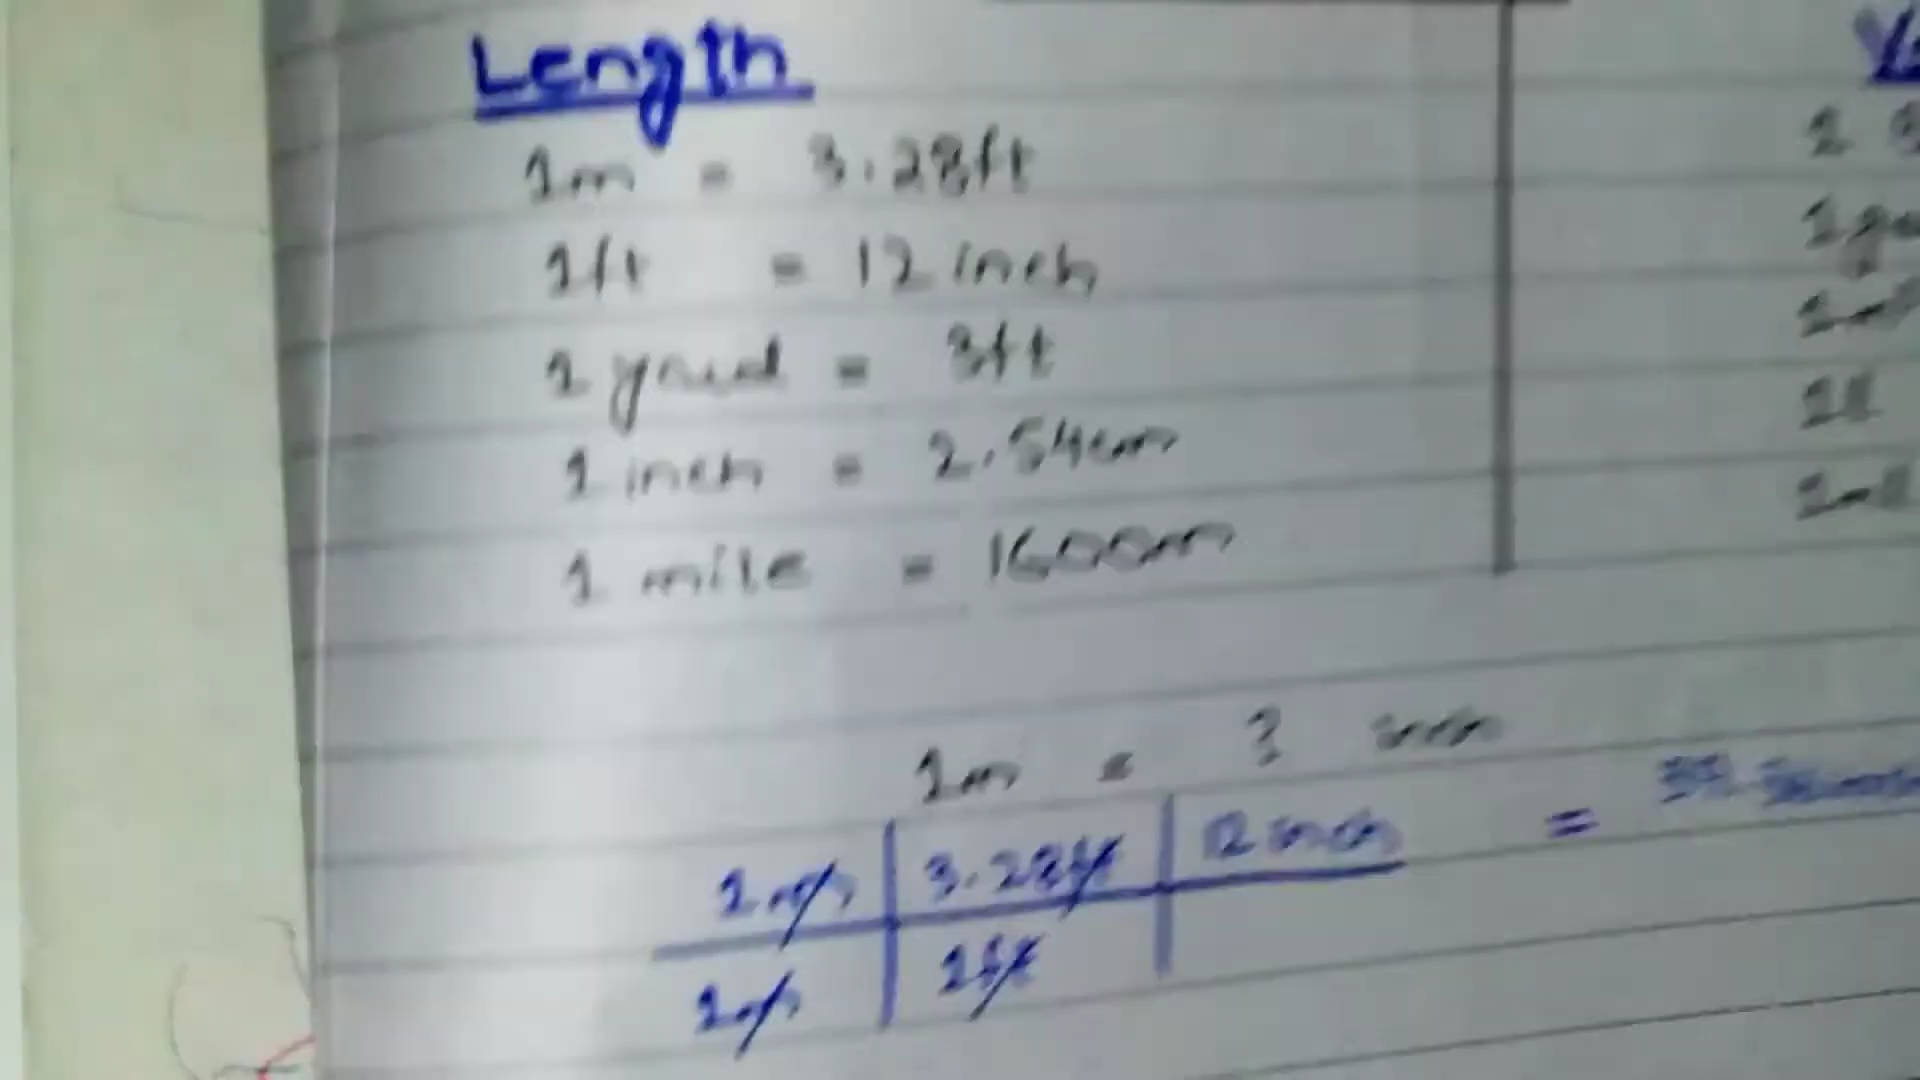 Length
1m = 3.28ft
1ft = 12 inch
1 yard = 3ft
1 inch = 2.54cm
1 mile = 1600m
1m = ? inch
1m | 3.28ft | 12 inch =
1m | 1ft